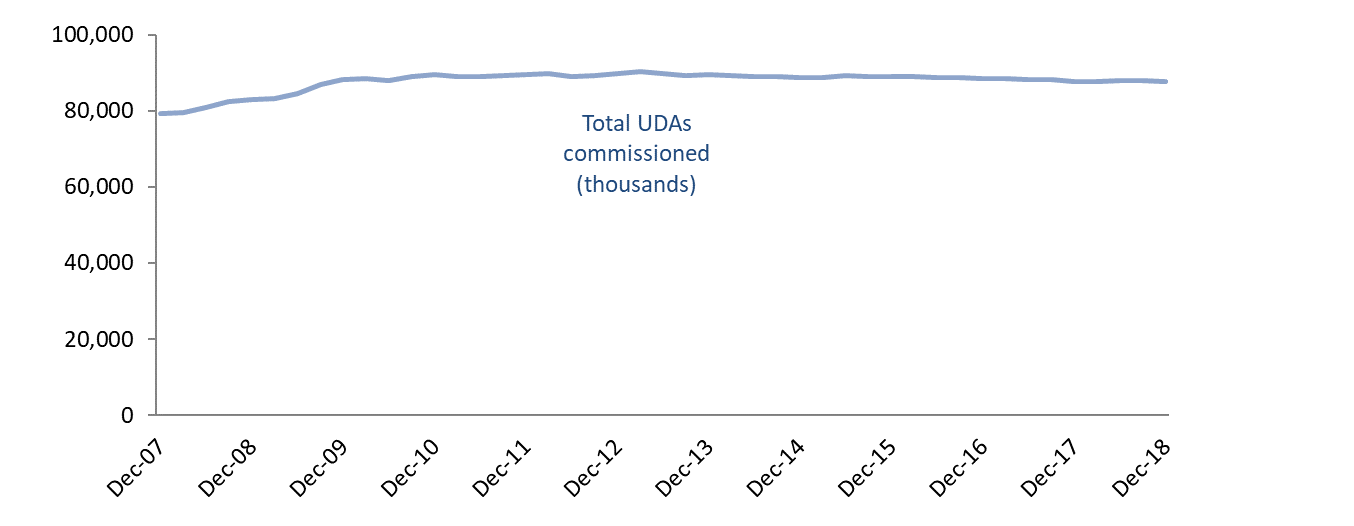 100,000
80,000
60,000
40,000
20,000
0
Total UDAs
commissioned
(thousands)
Dec-07
Dec-08
Dec-09
Dec-10
Dec-11
Dec-12
Dec-13
Dec-14
Dec-15
Dec-16
Dec-17
Dec-18